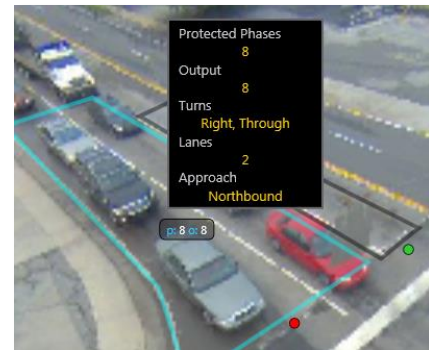 Protected Phases
8
Output
8
Turns
Right, Through
Lanes
2
Approach
Northbound
p: 8 o: 8